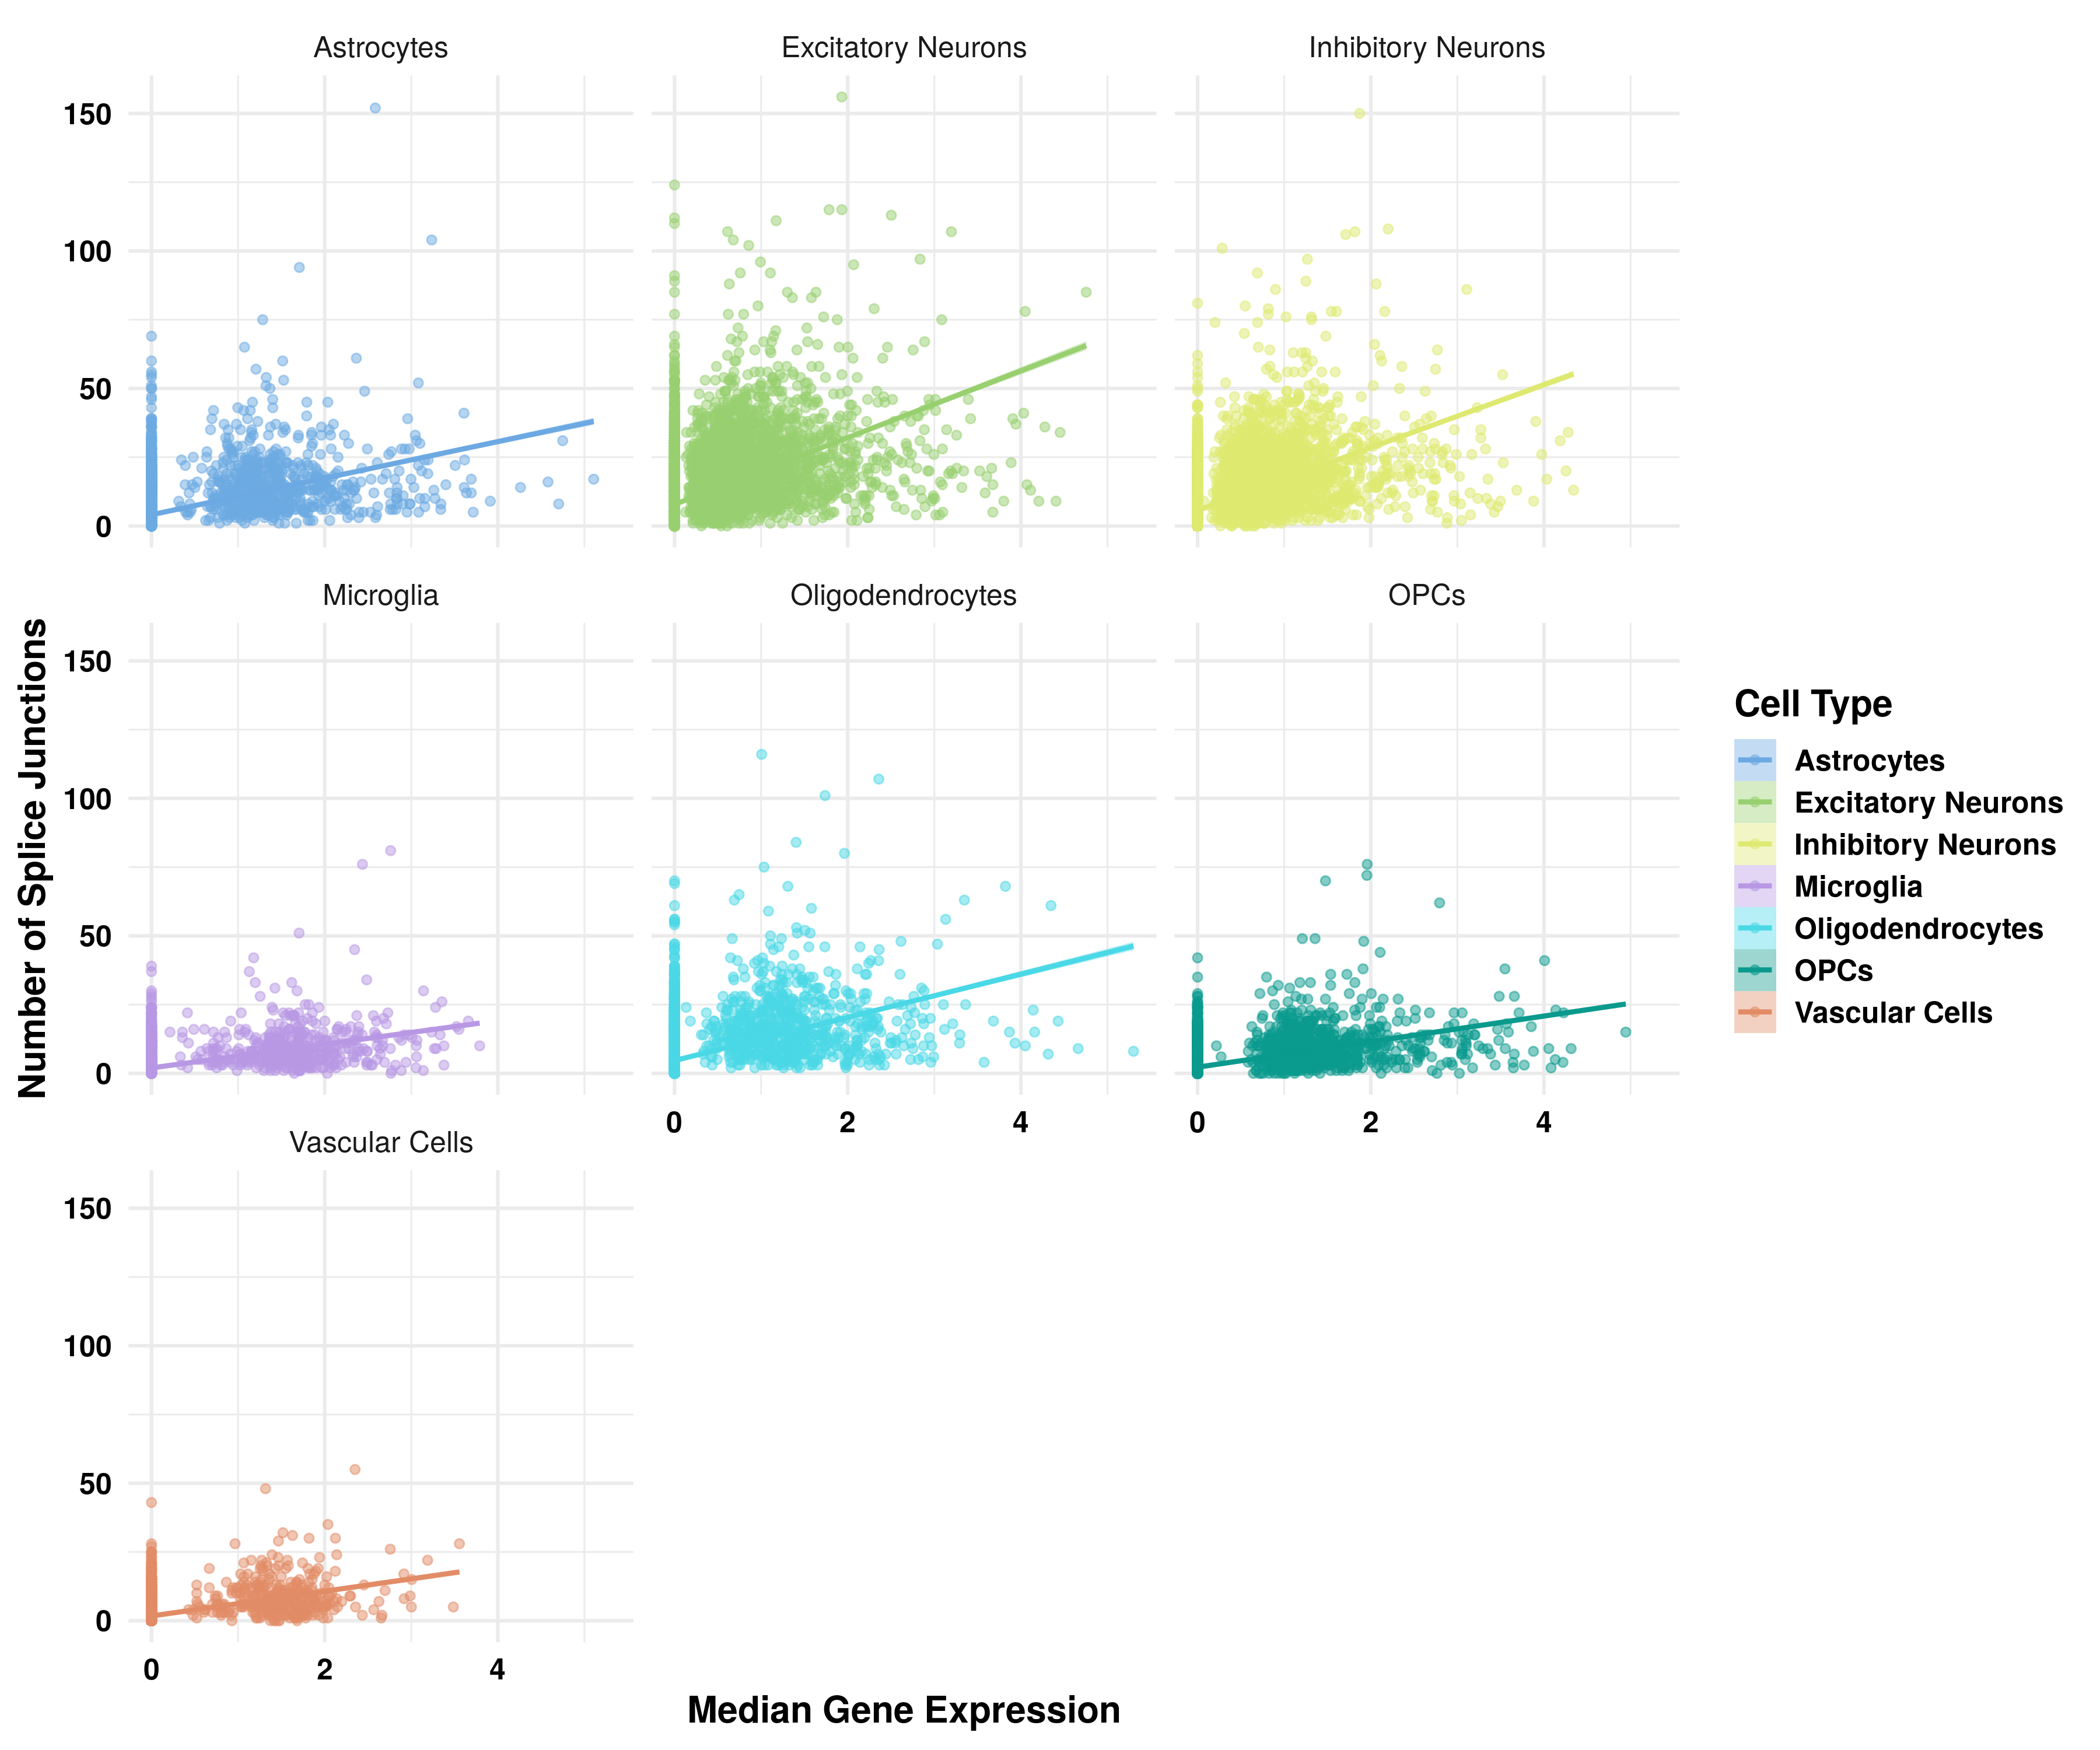 Astrocytes
Excitatory Neurons
Inhibitory Neurons
150
100
50
0
Microglia
Oligodendrocytes
OPCs
Number of Splice Junctions
150
100
50
0
0 2 4
0 2 4
Vascular Cells
150
100
50
0
0 2 4
Median Gene Expression
Cell Type
Astrocytes
Excitatory Neurons
Inhibitory Neurons
Microglia
Oligodendrocytes
OPCs
Vascular Cells